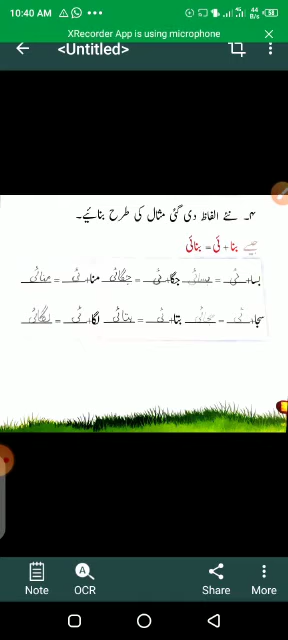 10:40 AM
44 B/s 58
XRecorder App is using microphone
<Untitled>
۴۔ نئے الفاظ دی گئی مثال کی طرح بنائیے۔
جیسے بنا + ئی = بنائی
بسا + ئی = بسائی جگا + ئی = جگائی منا + ئی = منائی
سجا + ئی = سجائی بتا + ئی = بتائی لگا + ئی = لگائی
Note OCR Share More